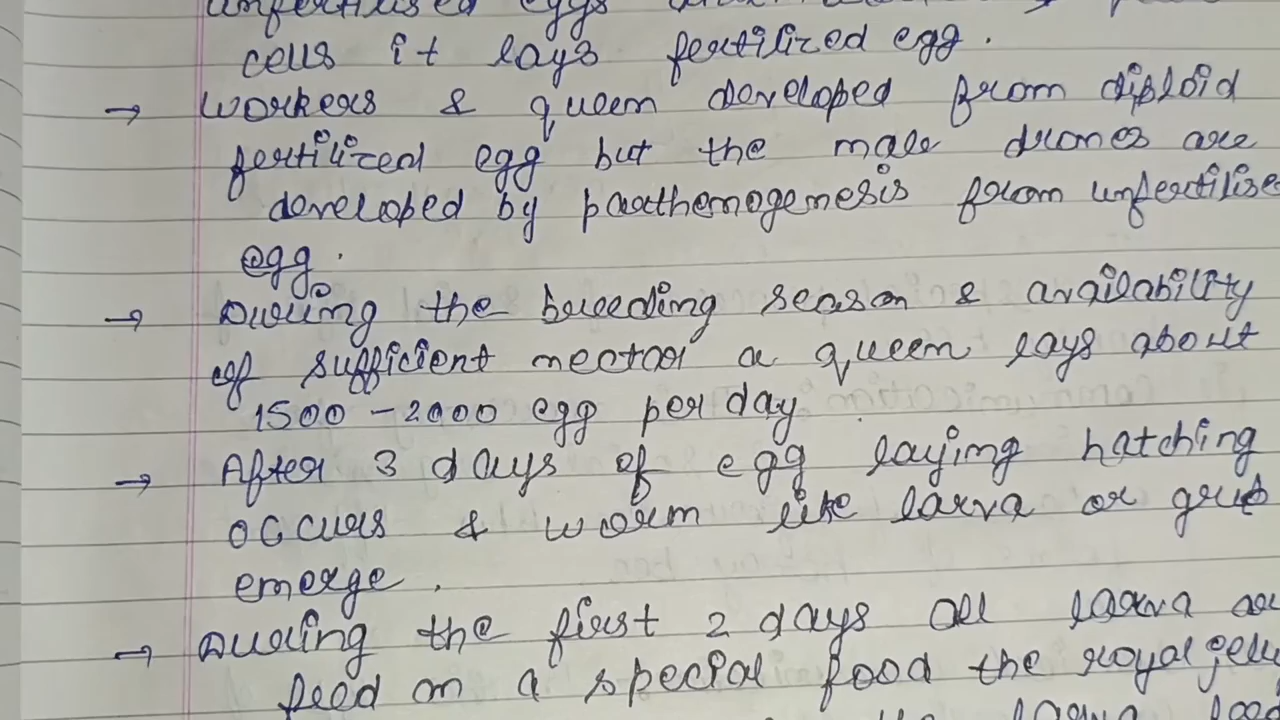 unfertilised eggs
cells it lays fertilized egg.
→ workers & queen developed from diploid
fertilized egg but the male drones are
developed by parthenogenesis from unfertilise
egg.
→ During the breeding season & availability
of sufficient nectar a queen lays about
1500-2000 egg per day
→ After 3 days of egg laying hatching
occurs & worm like larva or grub
emerge.
→ During the first 2 days all larva are
feed on a special food the royal jelly
larva